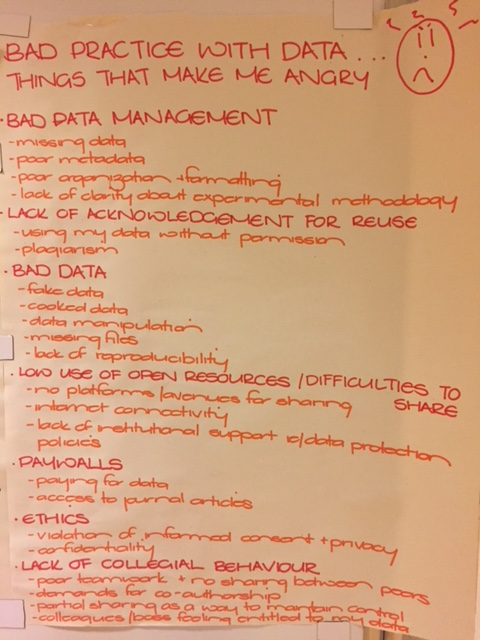 BAD PRACTICE WITH DATA...
THINGS THAT MAKE ME ANGRY
• BAD DATA MANAGEMENT
- missing data
- poor metadata
- poor organization + formatting
- lack of clarity about experimental methodology
• LACK OF ACKNOWLEDGEMENT FOR REUSE
- using my data without permission
- plagiarism
• BAD DATA
- fake data
- cooked data
- data manipulation
- missing files
- lack of reproducibility
• LOW USE OF OPEN RESOURCES / DIFFICULTIES TO
SHARE
- no platforms/avenues for sharing
- internet connectivity
- lack of institutional support ie/data protection
policies
• PAYWALLS
- paying for data
- access to journal articles
• ETHICS
- violation of informed consent + privacy
- confidentiality
• LACK OF COLLEGIAL BEHAVIOUR
- poor teamwork + no sharing between peers
- demands for co-authorship
- partial sharing as a way to maintain control
- colleagues/boss feeling entitled to my data